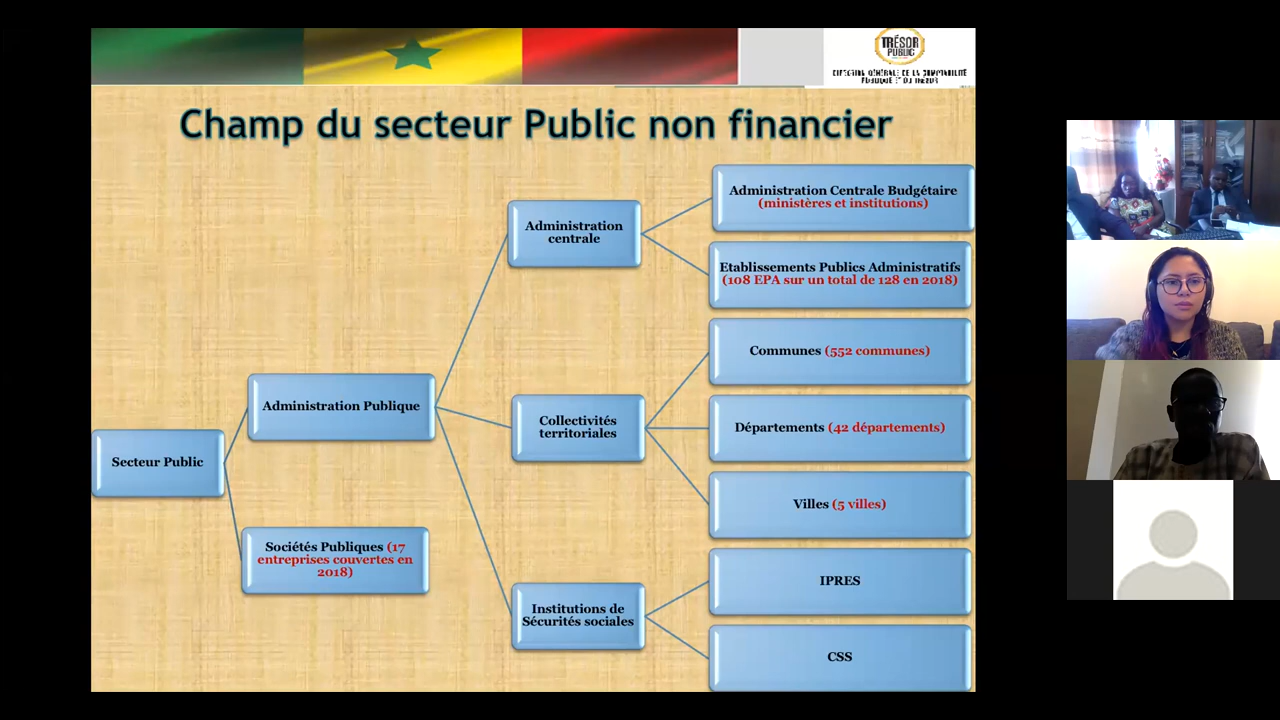 TRÉSOR
PUBLIC
DIRECTION GÉNÉRALE DE LA COMPTABILITÉ
PUBLIQUE ET DU TRÉSOR
Champ du secteur Public non financier
Administration Centrale Budgétaire
(ministères et institutions)
Administration
centrale
Etablissements Publics Administratifs
(108 EPA sur un total de 128 en 2018)
Communes (552 communes)
Administration Publique
Collectivités
territoriales
Départements (42 départements)
Secteur Public
Villes (5 villes)
Sociétés Publiques (17
entreprises couvertes en
2018)
IPRES
Institutions de
Sécurités sociales
CSS